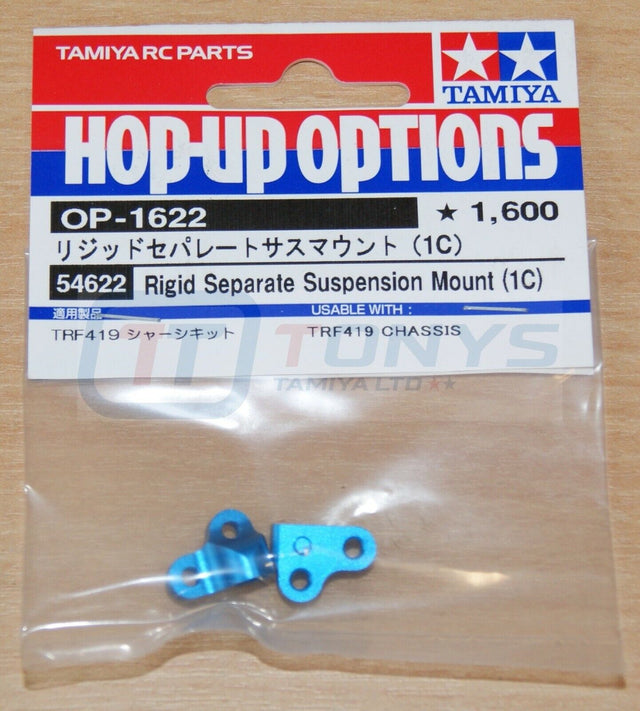 TAMIYA RC PARTS
TAMIYA
HOP-UP OPTIONS
OP-1622
★ 1,600
リジッドセパレートサスマウント (1C)
54622 Rigid Separate Suspension Mount (1C)
適用製品
USABLE WITH :
TRF419 シャーシキット
TRF419 CHASSIS
TONYS
TAMIYA LTD ★★